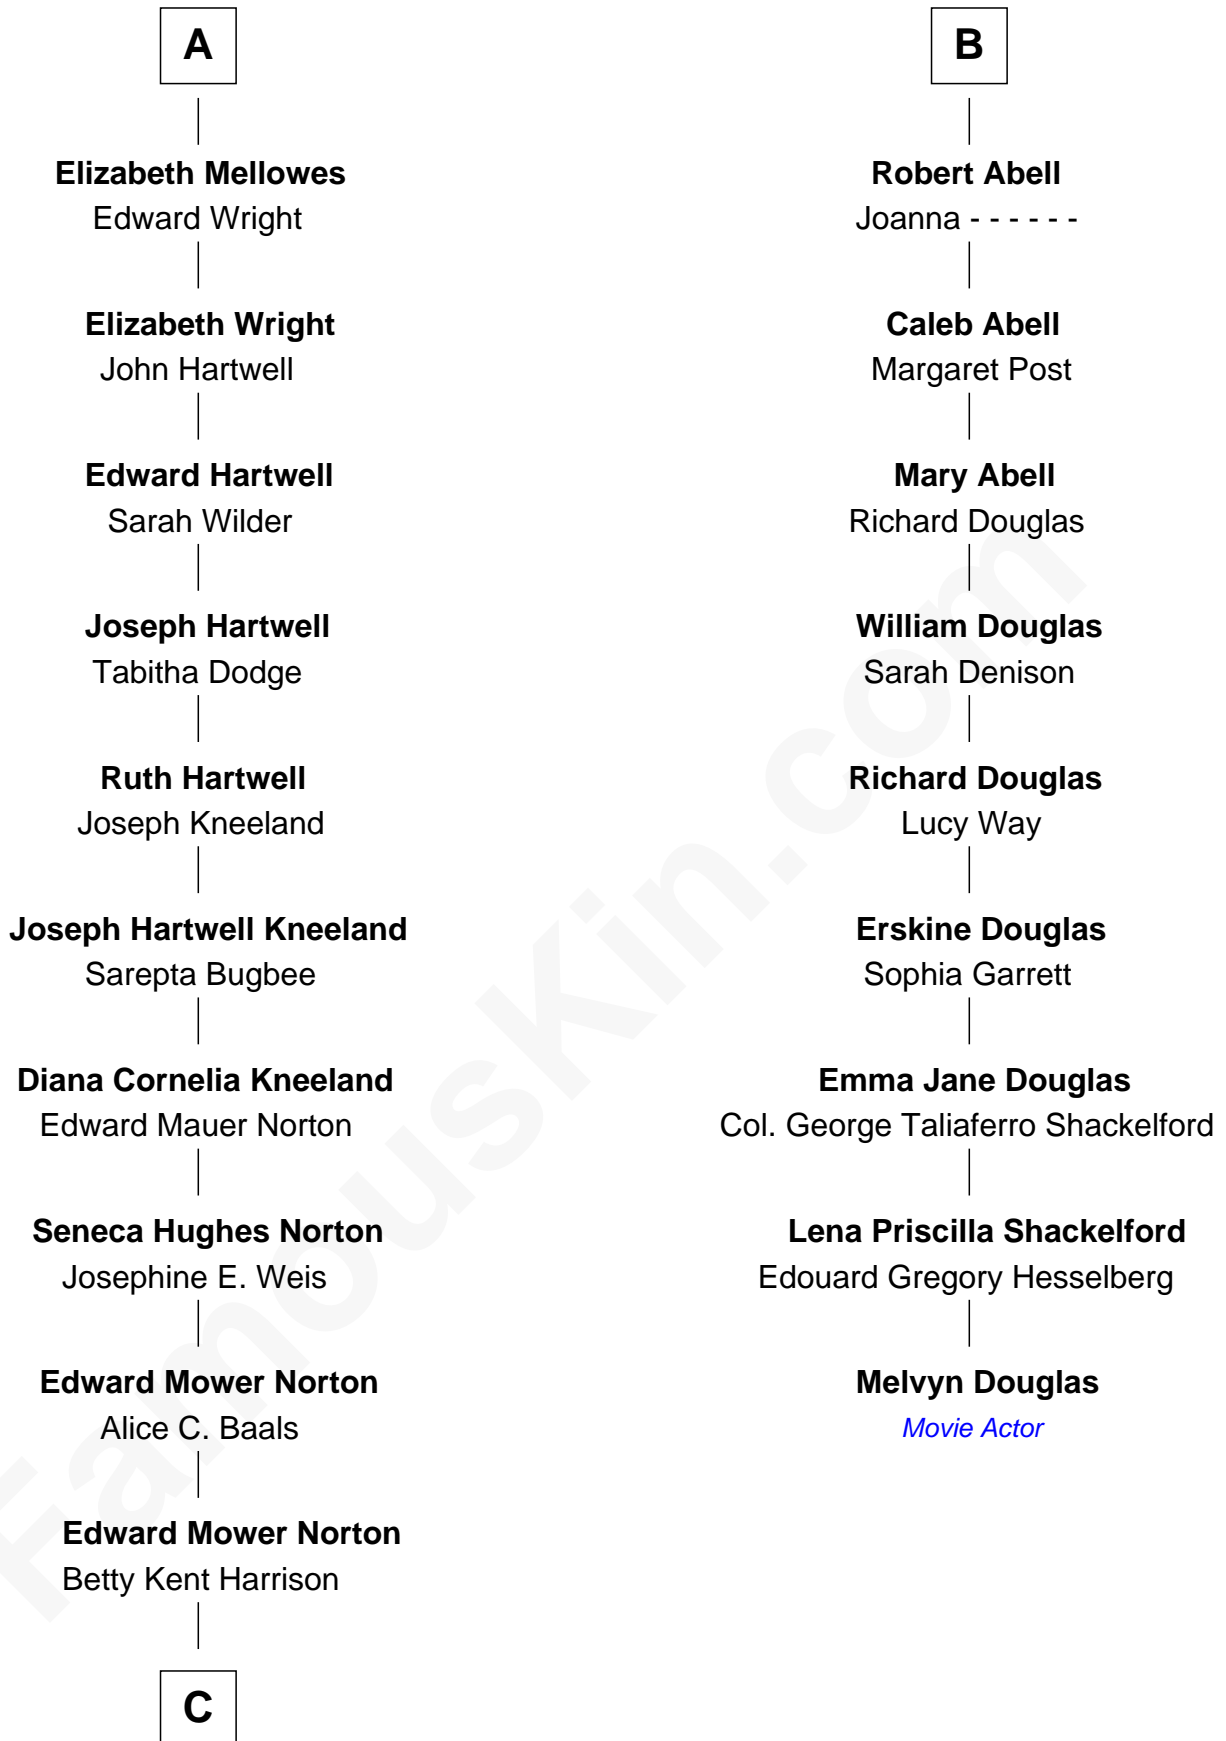 A
Elizabeth Mellowes
Edward Wright
Elizabeth Wright
John Hartwell
Edward Hartwell
Sarah Wilder
Joseph Hartwell
Tabitha Dodge
Ruth Hartwell
Joseph Kneeland
Joseph Hartwell Kneeland
Sarepta Bugbee
Diana Cornelia Kneeland
Edward Mauer Norton
Seneca Hughes Norton
Josephine E. Weis
Edward Mower Norton
Alice C. Baals
Edward Mower Norton
Betty Kent Harrison
C
B
Robert Abell
Joanna - - - - - -
Caleb Abell
Margaret Post
Mary Abell
Richard Douglas
William Douglas
Sarah Denison
Richard Douglas
Lucy Way
Erskine Douglas
Sophia Garrett
Emma Jane Douglas
Col. George Taliaferro Shackelford
Lena Priscilla Shackelford
Edouard Gregory Hesselberg
Melvyn Douglas
Movie Actor
FamousKin.com